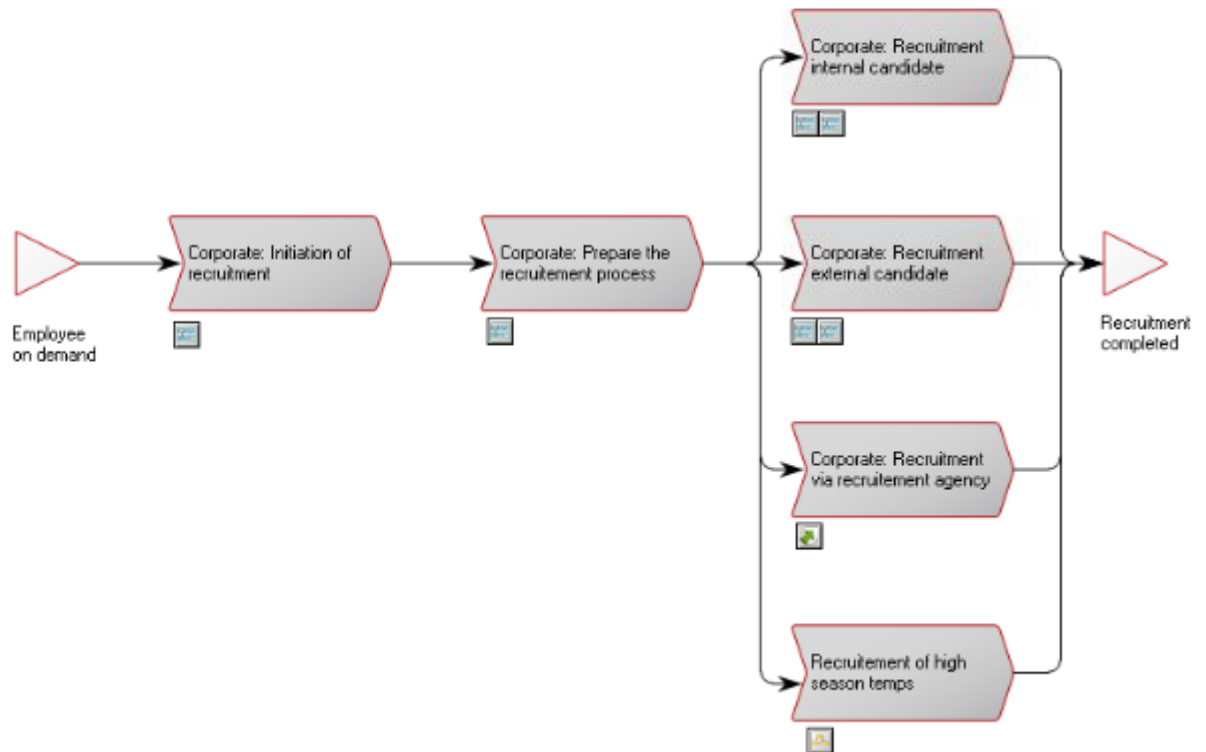 Corporate: Recruitment
internal candidate
Corporate: Initiation of
recruitment
Corporate: Prepare the
recruitement process
Corporate: Recruitment
external candidate
Employee
on demand
Recruitment
completed
Corporate: Recruitment
via recruitement agency
Recruitement of high
season temps